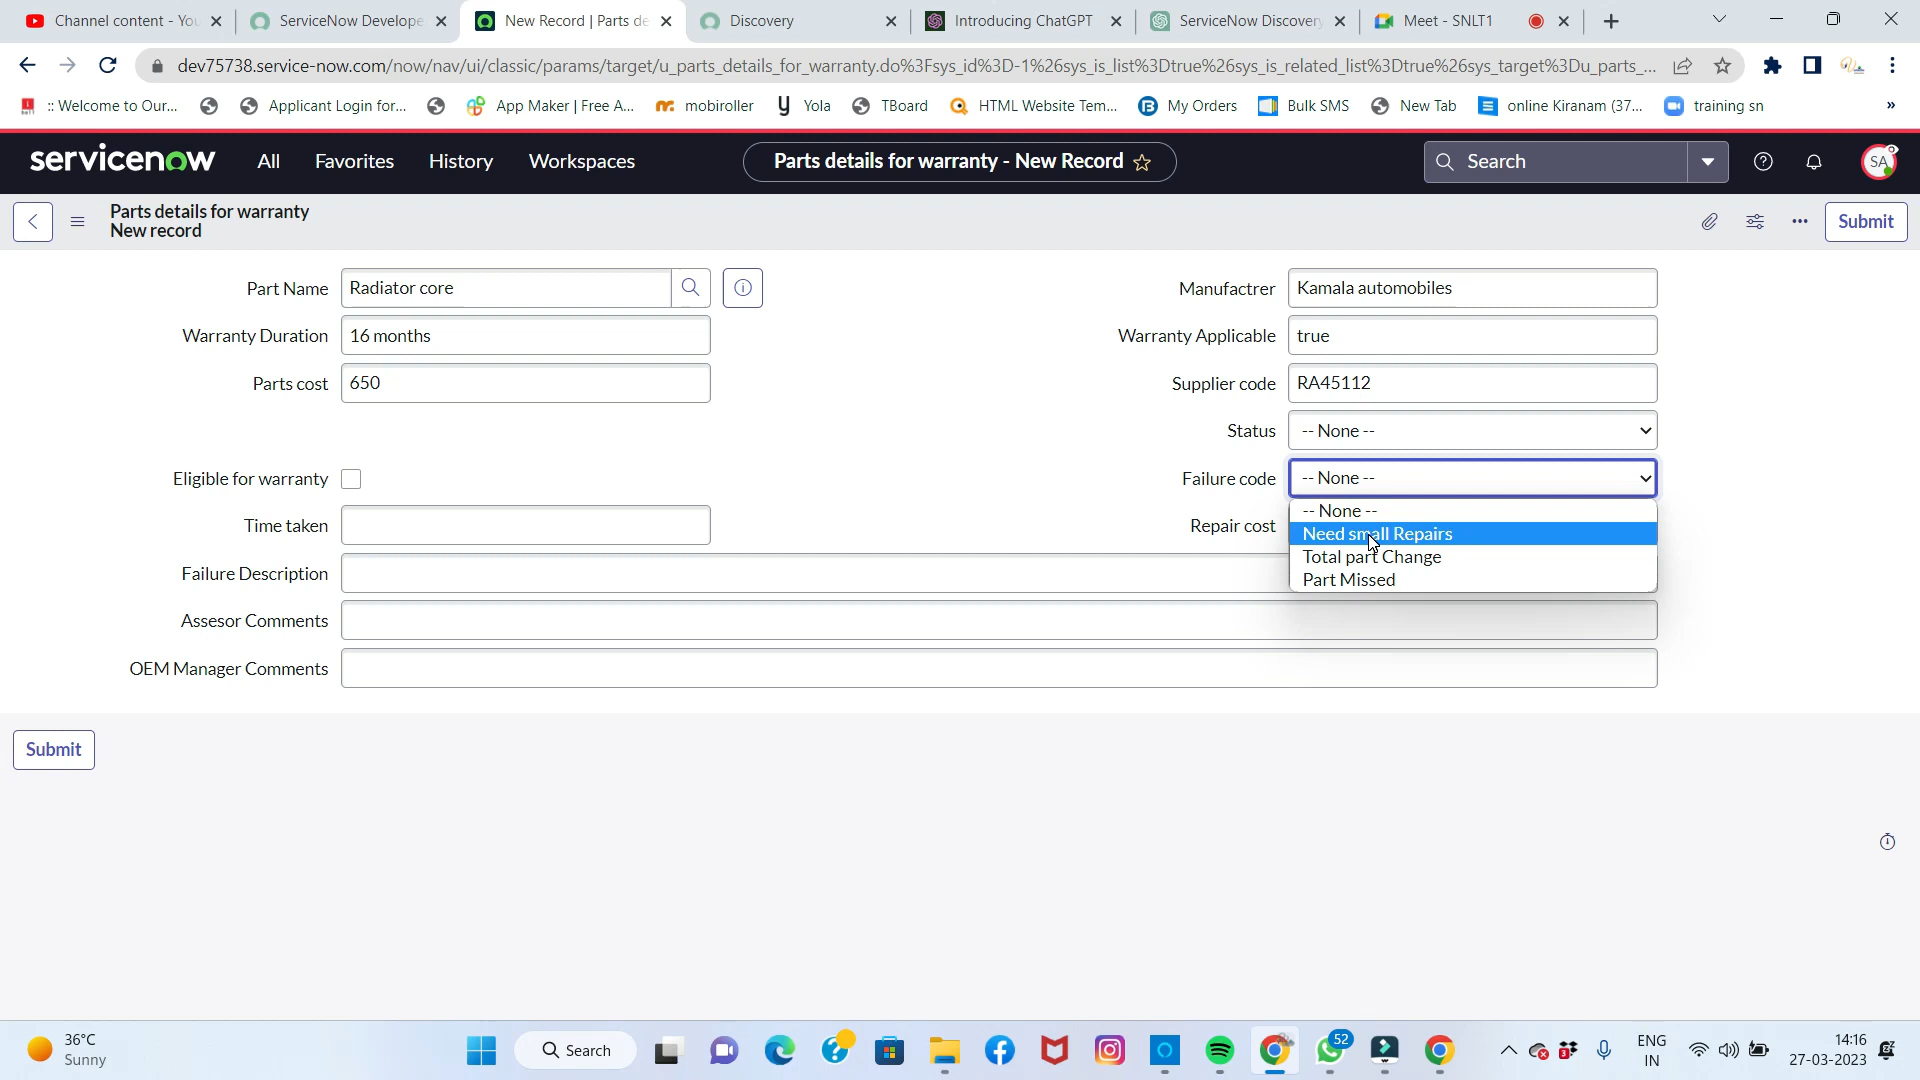 Channel content - You
ServiceNow Develope
New Record | Parts de
Discovery
Introducing ChatGPT
ServiceNow Discovery
Meet - SNLT1
dev75738.service-now.com/now/nav/ui/classic/params/target/u_parts_details_for_warranty.do%3Fsys_id%3D-1%26sys_is_list%3Dtrue%26sys_is_related_list%3Dtrue%26sys_target%3Du_parts_...
:: Welcome to Our...
Applicant Login for...
App Maker | Free A...
mobiroller
Yola
TBoard
HTML Website Tem...
My Orders
Bulk SMS
New Tab
online Kiranam (37...
training sn
»
servicenow
All
Favorites
History
Workspaces
Parts details for warranty - New Record
Search
SA
Parts details for warranty
New record
Submit
Part Name Radiator core
Manufactrer Kamala automobiles
Warranty Duration 16 months
Warranty Applicable true
Parts cost 650
Supplier code RA45112
Status -- None --
Eligible for warranty
Failure code -- None --
-- None --
Need small Repairs
Total part Change
Part Missed
Time taken
Repair cost
Failure Description
Assesor Comments
OEM Manager Comments
Submit
36°C
Sunny
Search
52
3
ENG
IN
14:16
27-03-2023